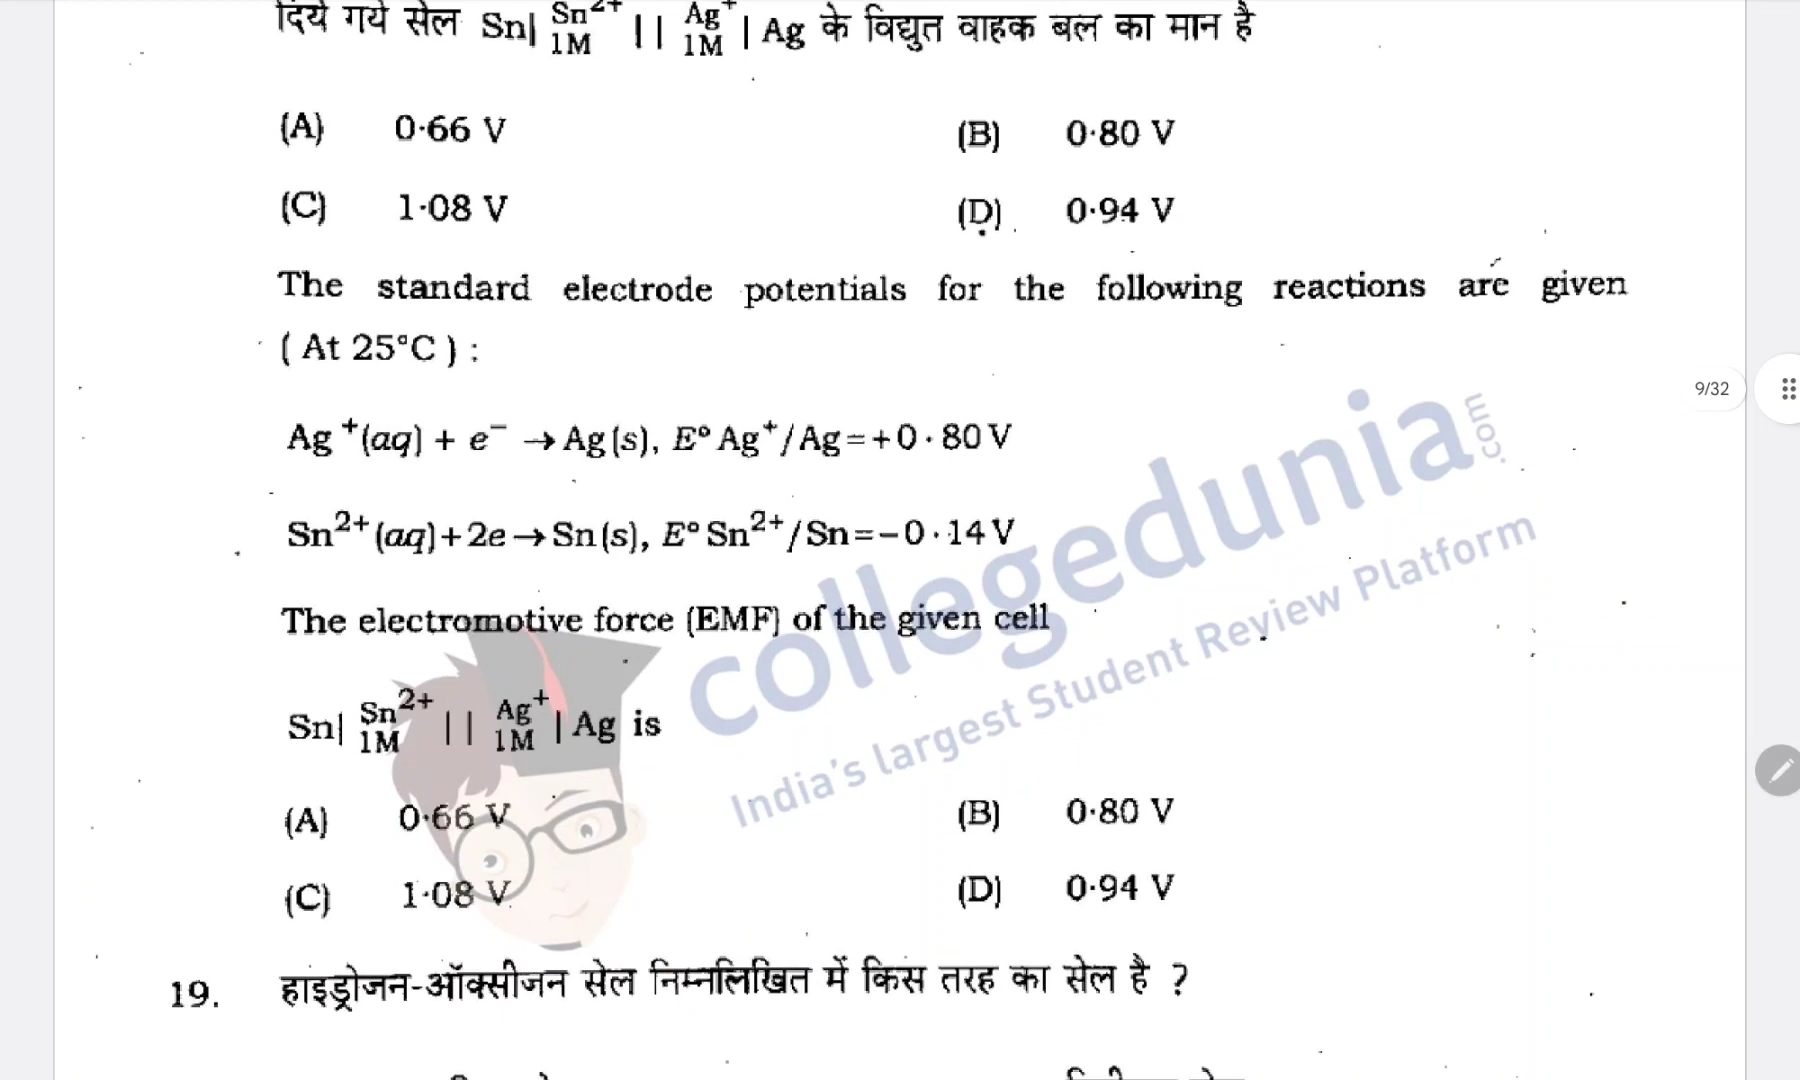 दिये गये सेल Sn| Sn²⁺ 1M || Ag⁺ 1M | Ag के विद्युत वाहक बल का मान है
(A) 0·66 V (B) 0·80 V
(C) 1·08 V (D) 0·94 V
The standard electrode potentials for the following reactions are given
( At 25°C ) :
Ag⁺(aq) + e⁻ → Ag(s), E° Ag⁺/Ag = +0·80 V
Sn²⁺(aq)+2e → Sn(s), E° Sn²⁺/Sn = −0·14 V
The electromotive force (EMF) of the given cell
Sn| Sn²⁺ 1M || Ag⁺ 1M | Ag is
(A) 0·66 V (B) 0·80 V
(C) 1·08 V (D) 0·94 V
19. हाइड्रोजन-ऑक्सीजन सेल निम्नलिखित में किस तरह का सेल है ?
9/32
collegedunia.com
India's largest Student Review Platform